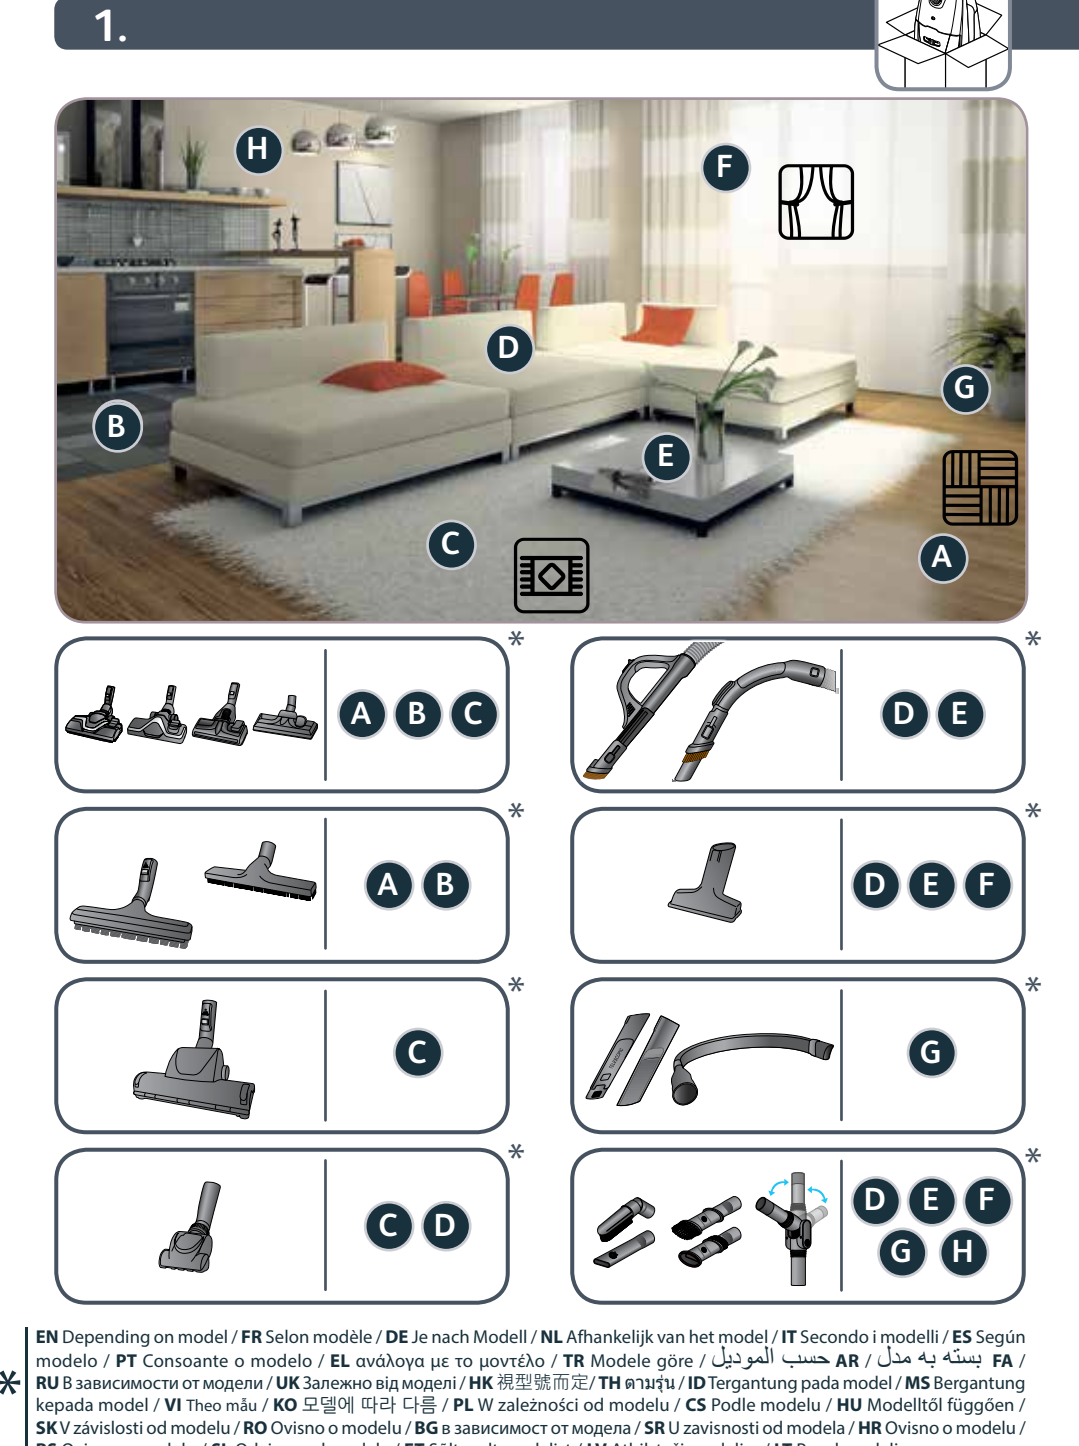 1.
H
F
D
G
B
E
C
A
*
A B C
*
D E
*
A B
*
D E F
*
C
*
G
*
C D
*
D E F
G H
EN Depending on model / FR Selon modèle / DE Je nach Modell / NL Afhankelijk van het model / IT Secondo i modelli / ES Según
modelo / PT Consoante o modelo / EL ανάλογα με το μοντέλο / TR Modele göre / حسب الموديل AR / بسته به مدل FA /
* RU В зависимости от модели / UK Залежно від моделі / HK 視型號而定/ TH ตามรุ่น / ID Tergantung pada model / MS Bergantung
kepada model / VI Theo mẫu / KO 모델에 따라 다름 / PL W zależności od modelu / CS Podle modelu / HU Modelltől függően /
SK V závislosti od modelu / RO Ovisno o modelu / BG в зависимост от модела / SR U zavisnosti od modela / HR Ovisno o modelu /